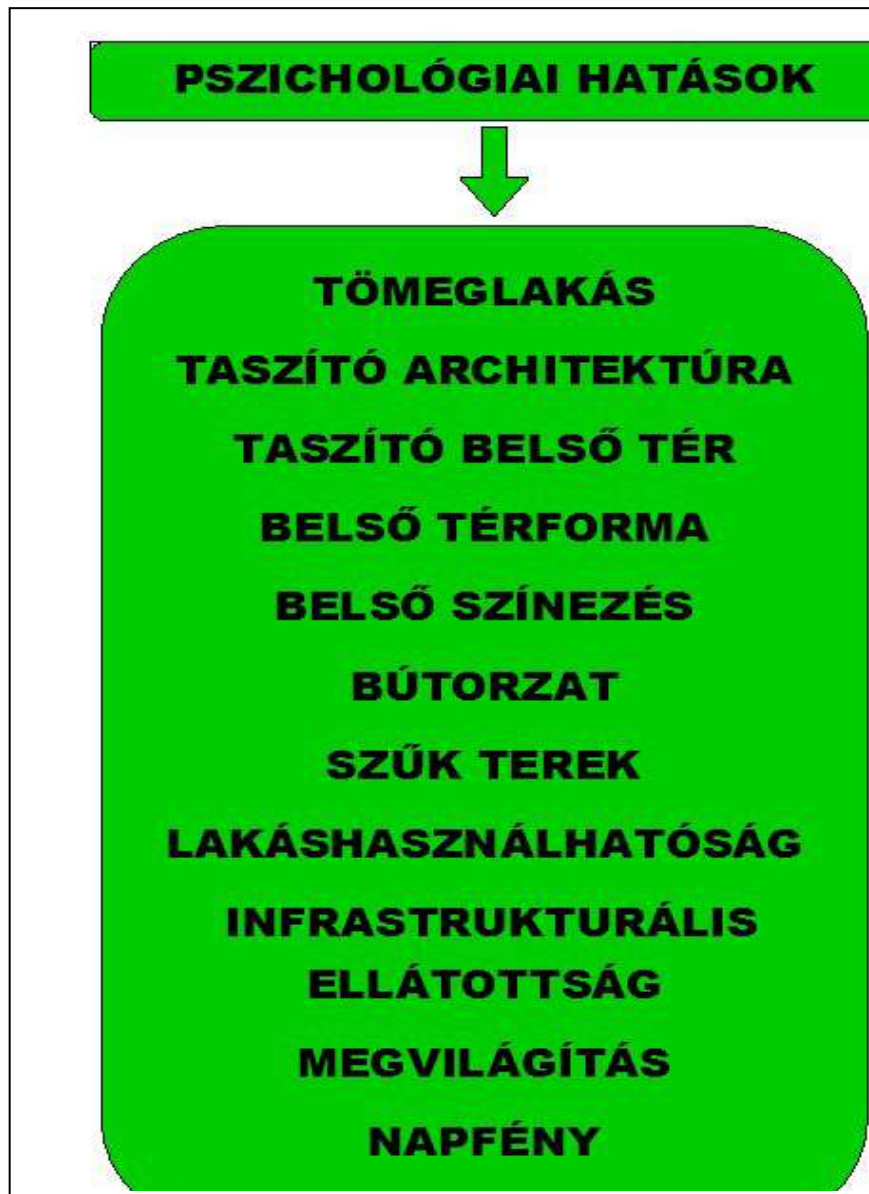 PSZICHOLÓGIAI HATÁSOK
TÖMEGLAKÁS
TASZÍTÓ ARCHITEKTÚRA
TASZÍTÓ BELSŐ TÉR
BELSŐ TÉRFORMA
BELSŐ SZÍNEZÉS
BÚTORZAT
SZŰK TEREK
LAKÁSHASZNÁLHATÓSÁG
INFRASTRUKTURÁLIS
ELLÁTOTTSÁG
MEGVILÁGÍTÁS
NAPFÉNY